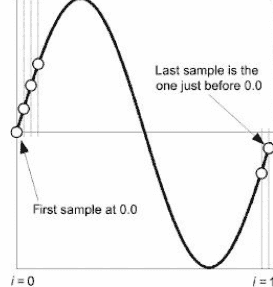 Last sample is the
one just before 0.0
First sample at 0.0
i = 0
i = 1